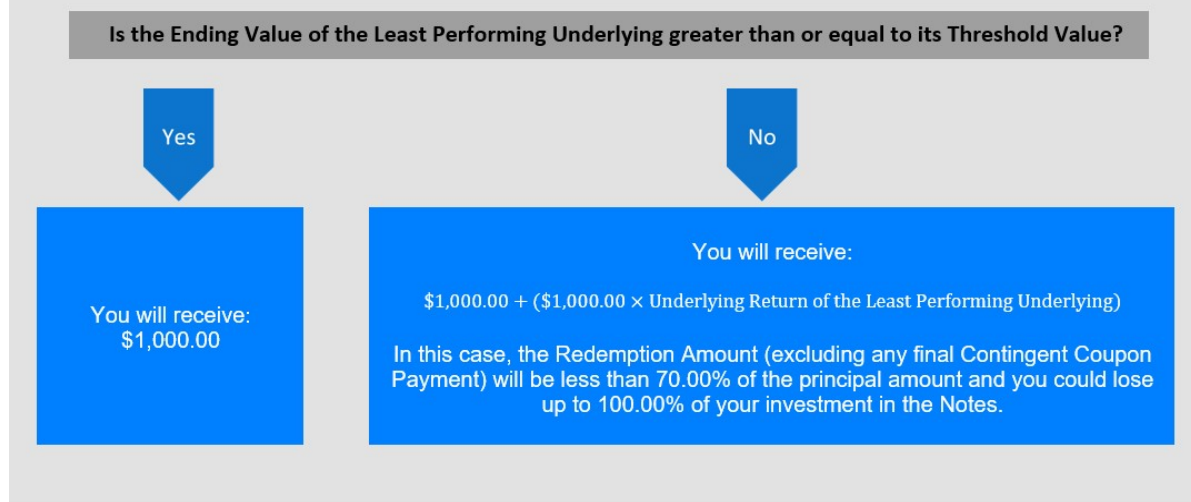 Is the Ending Value of the Least Performing Underlying greater than or equal to its Threshold Value?
Yes
No
You will receive:
$1,000.00
You will receive:
$1,000.00 + ($1,000.00 × Underlying Return of the Least Performing Underlying)
In this case, the Redemption Amount (excluding any final Contingent Coupon
Payment) will be less than 70.00% of the principal amount and you could lose
up to 100.00% of your investment in the Notes.